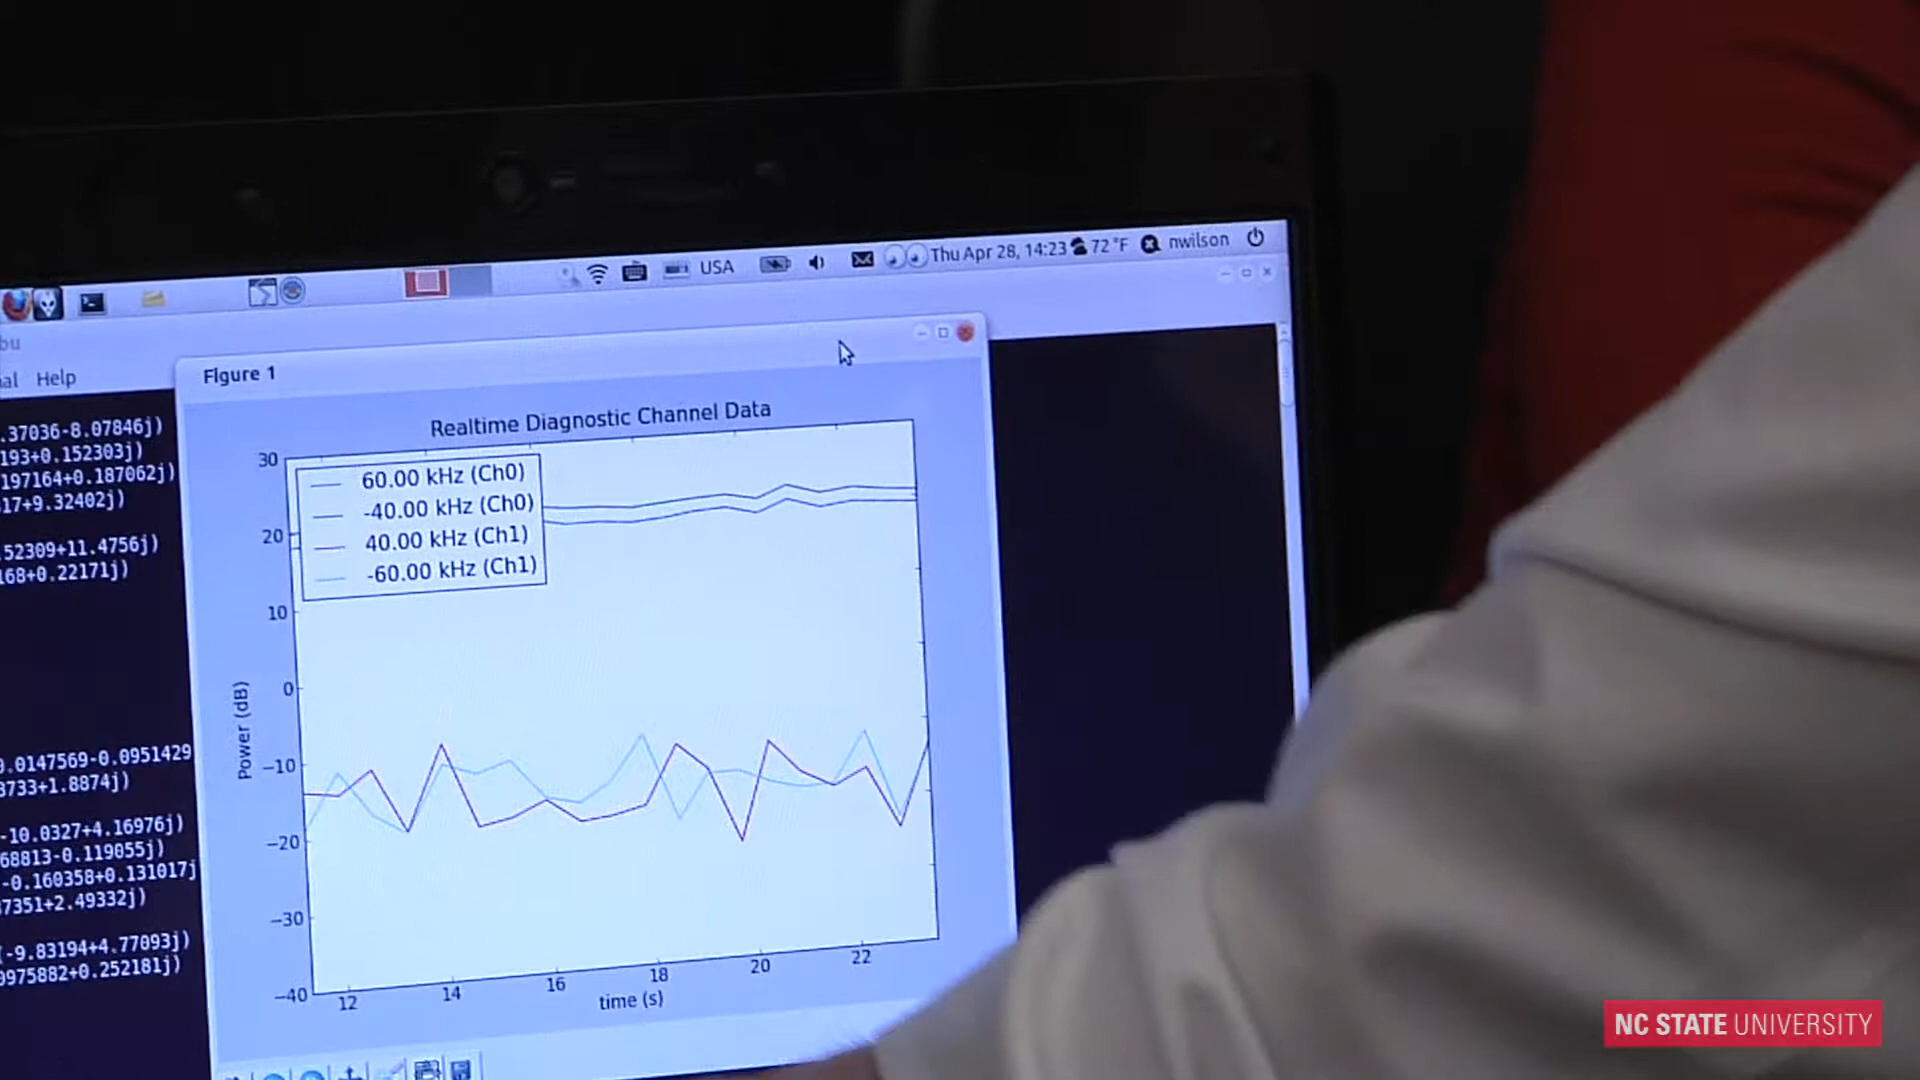 USA
Thu Apr 28, 14:23 72 °F nwilson
bu
al Help
Figure 1
.37036-8.07846j)
193+0.152303j)
197164+0.187062j)
17+9.32402j)
52309+11.4756j)
168+0.22171j)
0.0147569-0.0951429
3733+1.8874j)
-10.0327+4.16976j)
68813-0.119055j)
-0.160358+0.131017j
7351+2.49332j)
(-9.83194+4.77093j)
0975882+0.252181j)
Realtime Diagnostic Channel Data
60.00 kHz (Ch0)
-40.00 kHz (Ch0)
40.00 kHz (Ch1)
-60.00 kHz (Ch1)
30
20
10
0
−10
−20
−30
−40
Power (dB)
12 14 16 18 20 22
time (s)
NC STATE UNIVERSITY